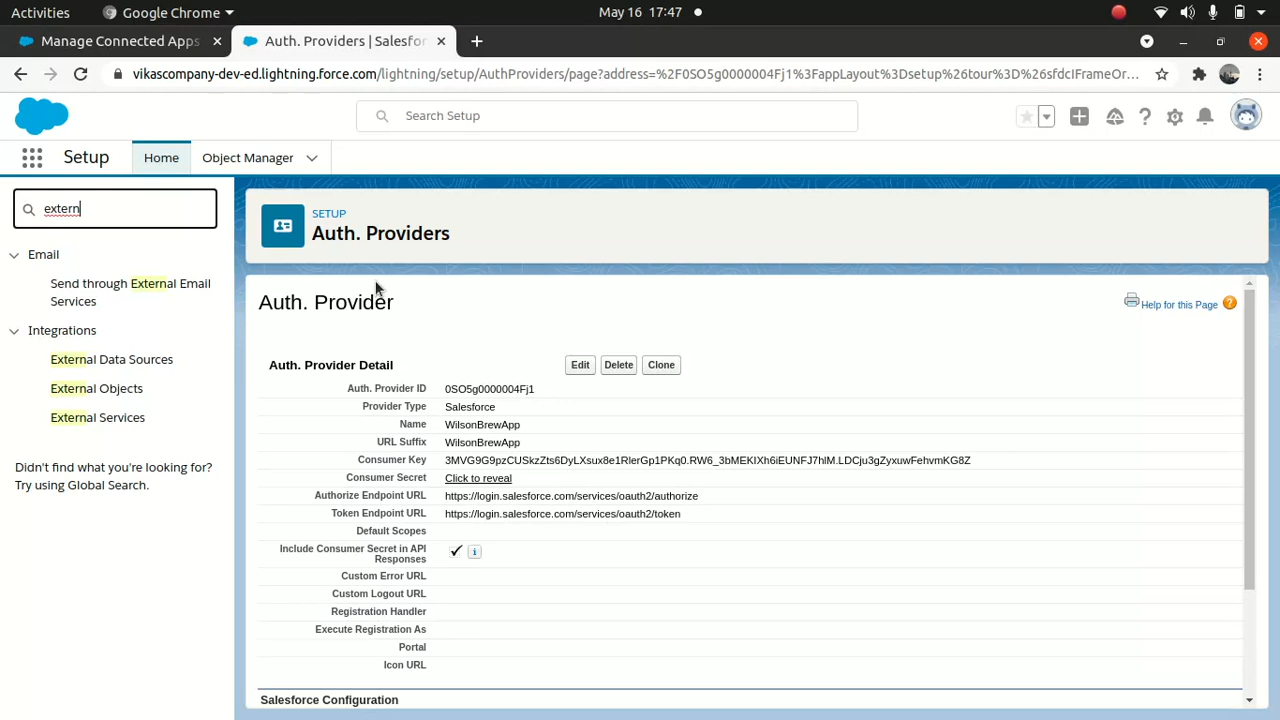 Activities
Google Chrome
May 16 17:47
Manage Connected Apps
Auth. Providers | Salesfor
vikascompany-dev-ed.lightning.force.com/lightning/setup/AuthProviders/page?address=%2F0SO5g0000004Fj1%3FappLayout%3Dsetup%26tour%3D%26sfdcIFrameOr...
Search Setup
Setup
Home
Object Manager
extern
Email
Send through External Email
Services
Integrations
External Data Sources
External Objects
External Services
Didn't find what you're looking for?
Try using Global Search.
SETUP
Auth. Providers
Auth. Provider
Help for this Page ?
Auth. Provider Detail
Edit Delete Clone
Auth. Provider ID 0SO5g0000004Fj1
Provider Type Salesforce
Name WilsonBrewApp
URL Suffix WilsonBrewApp
Consumer Key 3MVG9G9pzCUSkzZts6DyLXsux8e1RlerGp1PKq0.RW6_3bMEKIXh6iEUNFJ7hlM.LDCju3gZyxuwFehvmKG8Z
Consumer Secret Click to reveal
Authorize Endpoint URL https://login.salesforce.com/services/oauth2/authorize
Token Endpoint URL https://login.salesforce.com/services/oauth2/token
Default Scopes
Include Consumer Secret in API
Responses
i
Custom Error URL
Custom Logout URL
Registration Handler
Execute Registration As
Portal
Icon URL
Salesforce Configuration